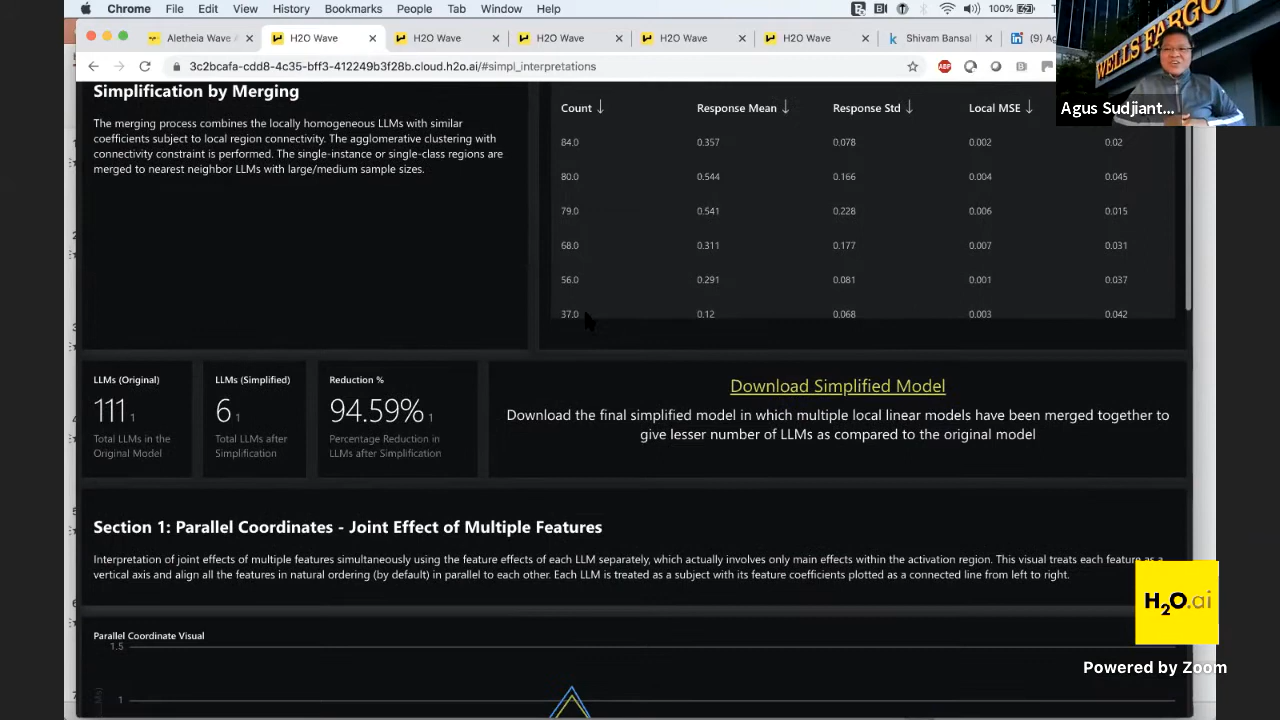 Chrome File Edit View History Bookmarks People Tab Window Help
100%
Aletheia Wave
H2O Wave
H2O Wave
H2O Wave
H2O Wave
H2O Wave
Shivam Bansal
3c2bcafa-cdd8-4c35-bff3-412249b3f28b.cloud.h2o.ai/#simpl_interpretations
ABP
WELLS FARGO
Agus Sudjiant...
Simplification by Merging
The merging process combines the locally homogeneous LLMs with similar
coefficients subject to local region connectivity. The agglomerative clustering with
connectivity constraint is performed. The single-instance or single-class regions are
merged to nearest neighbor LLMs with large/medium sample sizes.
Count Response Mean Response Std Local MSE
84.0 0.357 0.078 0.002 0.02
80.0 0.544 0.166 0.004 0.045
79.0 0.541 0.228 0.006 0.015
68.0 0.311 0.177 0.007 0.031
56.0 0.291 0.081 0.001 0.037
37.0 0.12 0.068 0.003 0.042
LLMs (Original)
111 1
Total LLMs in the
Original Model
LLMs (Simplified)
6 1
Total LLMs after
Simplification
Reduction %
94.59% 1
Percentage Reduction in
LLMs after Simplification
Download Simplified Model
Download the final simplified model in which multiple local linear models have been merged together to
give lesser number of LLMs as compared to the original model
Section 1: Parallel Coordinates - Joint Effect of Multiple Features
Interpretation of joint effects of multiple features simultaneously using the feature effects of each LLM separately, which actually involves only main effects within the activation region. This visual treats each feature as a
vertical axis and align all the features in natural ordering (by default) in parallel to each other. Each LLM is treated as a subject with its feature coefficients plotted as a connected line from left to right.
Parallel Coordinate Visual
1.5
1
H2O.ai
Powered by Zoom